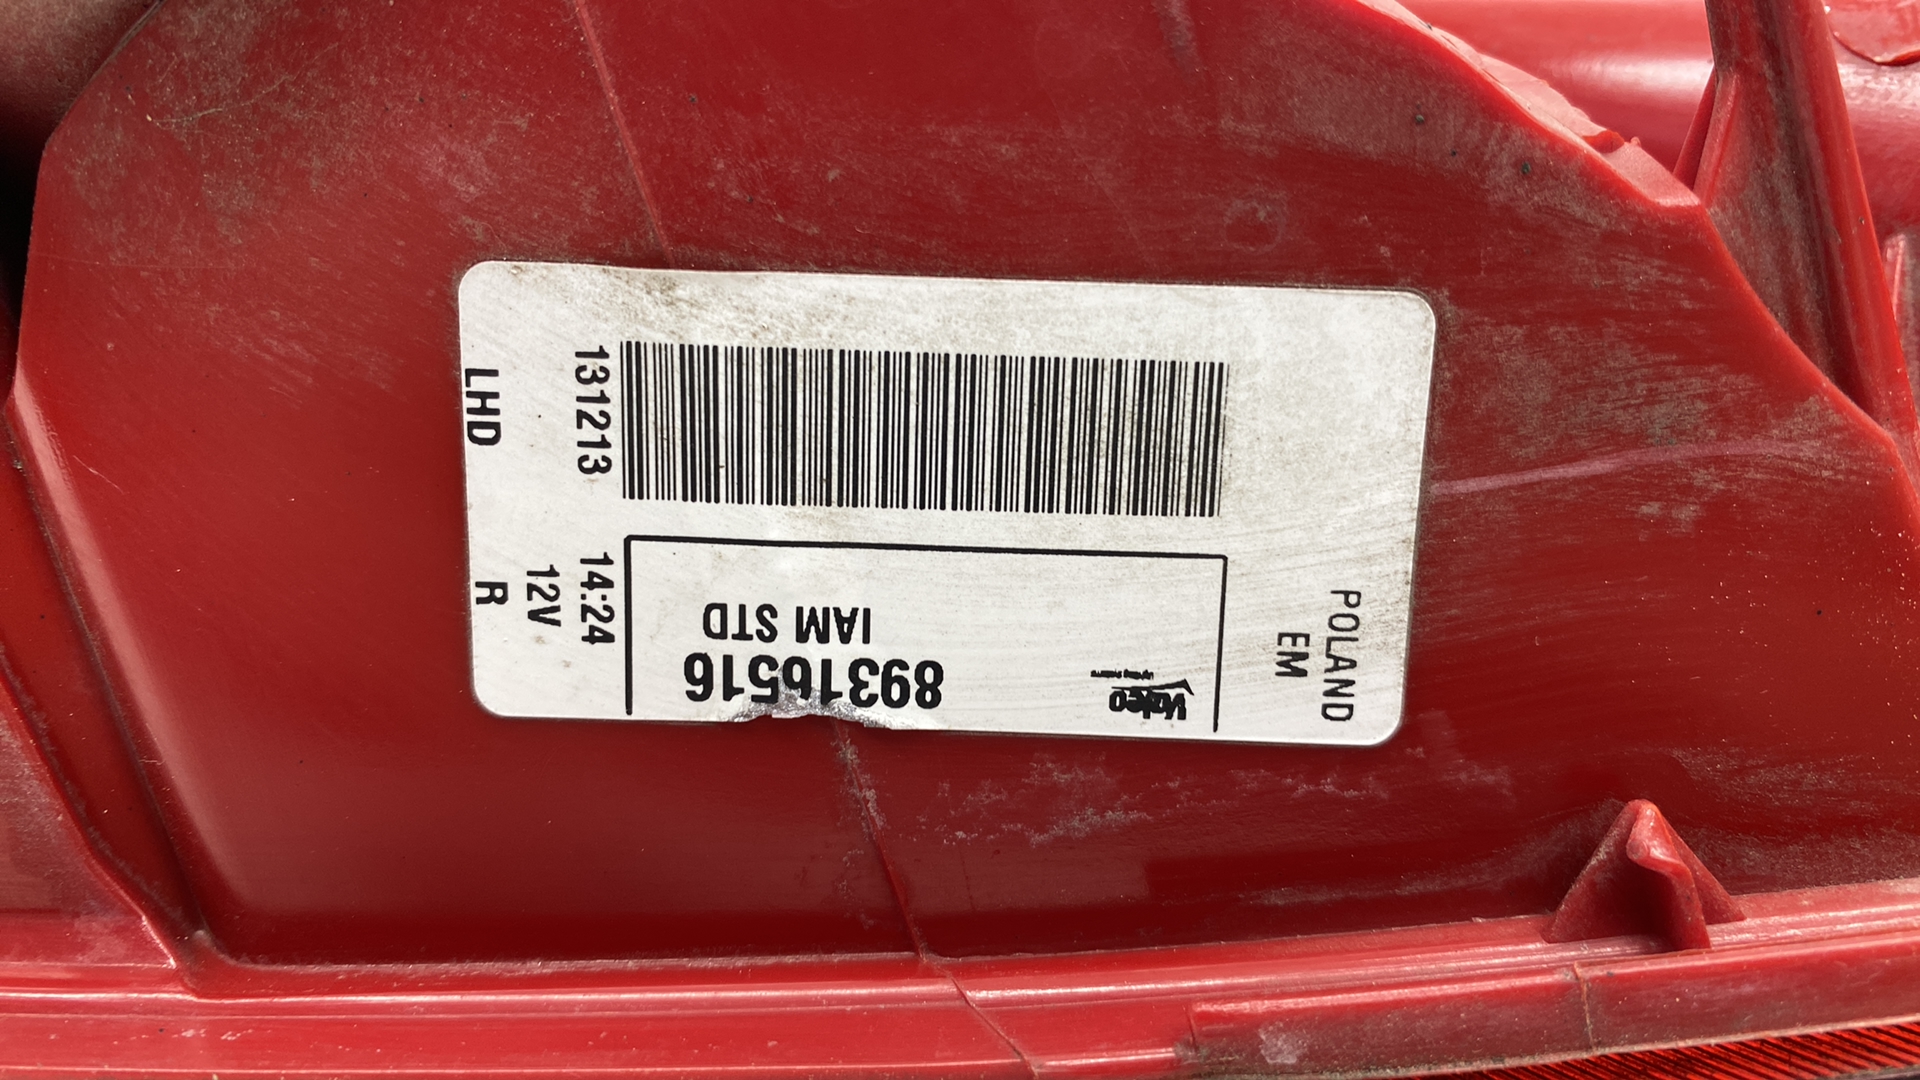 valeo
89316516
IAM STD
131213
14:24
12V
LHD
R
POLAND
EM